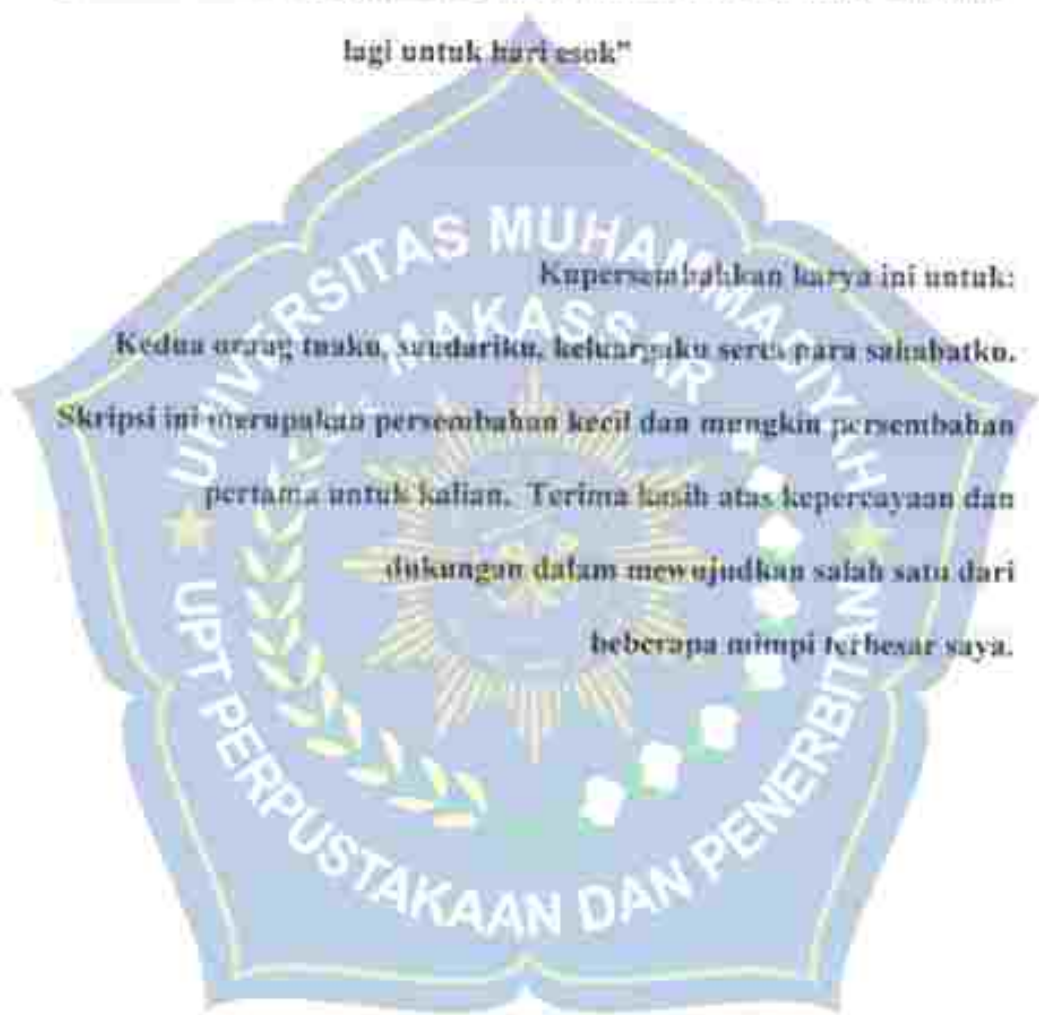 lagi untuk hari esok"
UNIVERSITAS MUHAMMADIYAH
MAKASSAR
Kupersembahkan karya ini untuk:
Kedua orang tuaku, saudariku, keluargaku serta para sahabatku.
Skripsi ini merupakan persembahan kecil dan mungkin persembahan
pertama untuk kalian. Terima kasih atas kepercayaan dan
dukungan dalam mewujudkan salah satu dari
beberapa mimpi terbesar saya.
UPT PERPUSTAKAAN DAN PENERBITAN